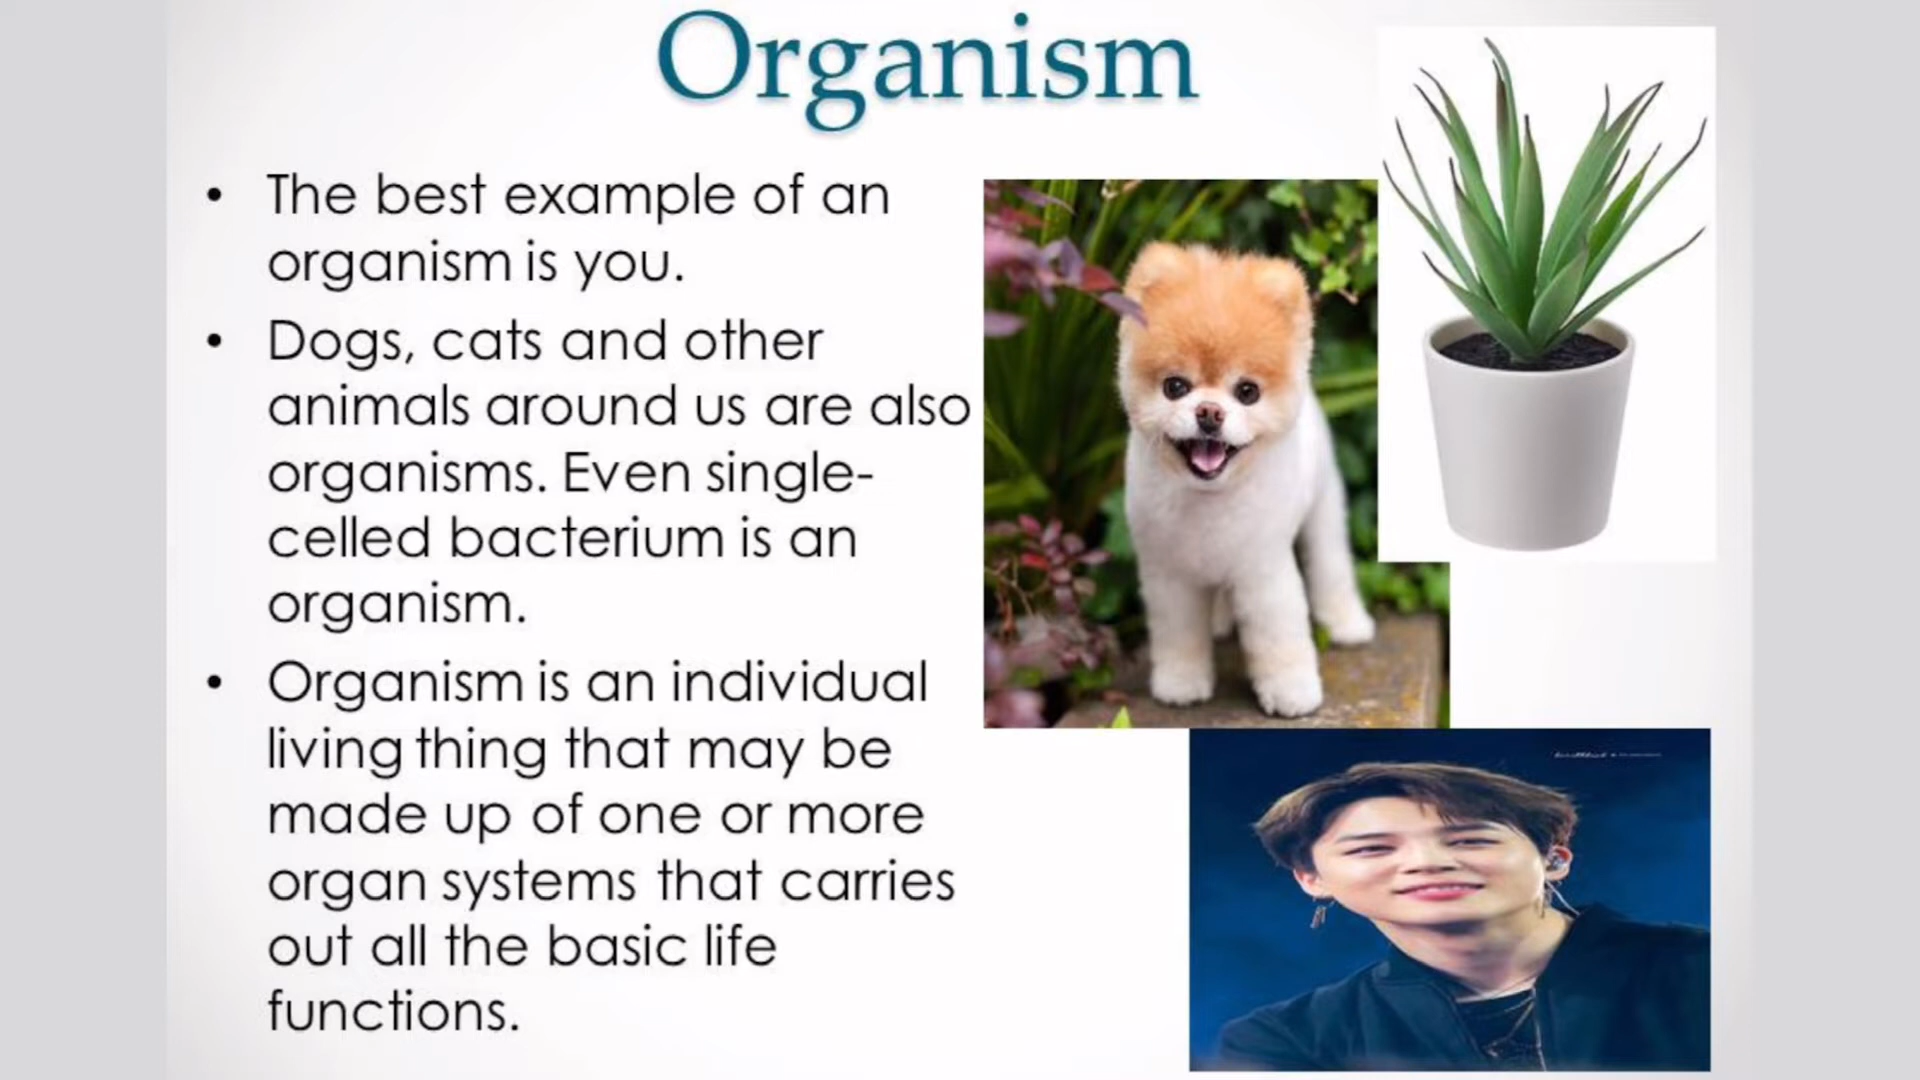 Organism
• The best example of an
organism is you.
• Dogs, cats and other
animals around us are also
organisms. Even single-
celled bacterium is an
organism.
• Organism is an individual
living thing that may be
made up of one or more
organ systems that carries
out all the basic life
functions.